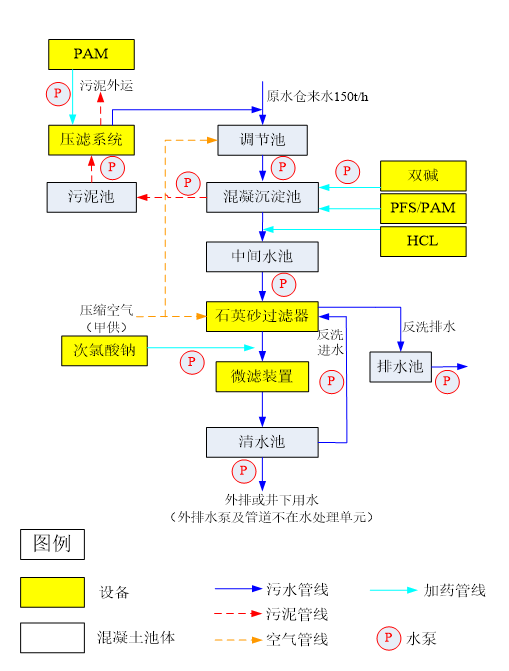 PAM
P
污泥外运
原水仓来水150t/h
压滤系统
调节池
P
P
P
P
污泥池
混凝沉淀池
双碱
PFS/PAM
HCL
中间水池
P
压缩空气
（甲供）
石英砂过滤器
反洗排水
反洗
进水
次氯酸钠
P
微滤装置
P
排水池
P
清水池
P
外排或井下用水
（外排水泵及管道不在水处理单元）
图例
设备
污水管线
加药管线
污泥管线
混凝土池体
空气管线
P
水泵